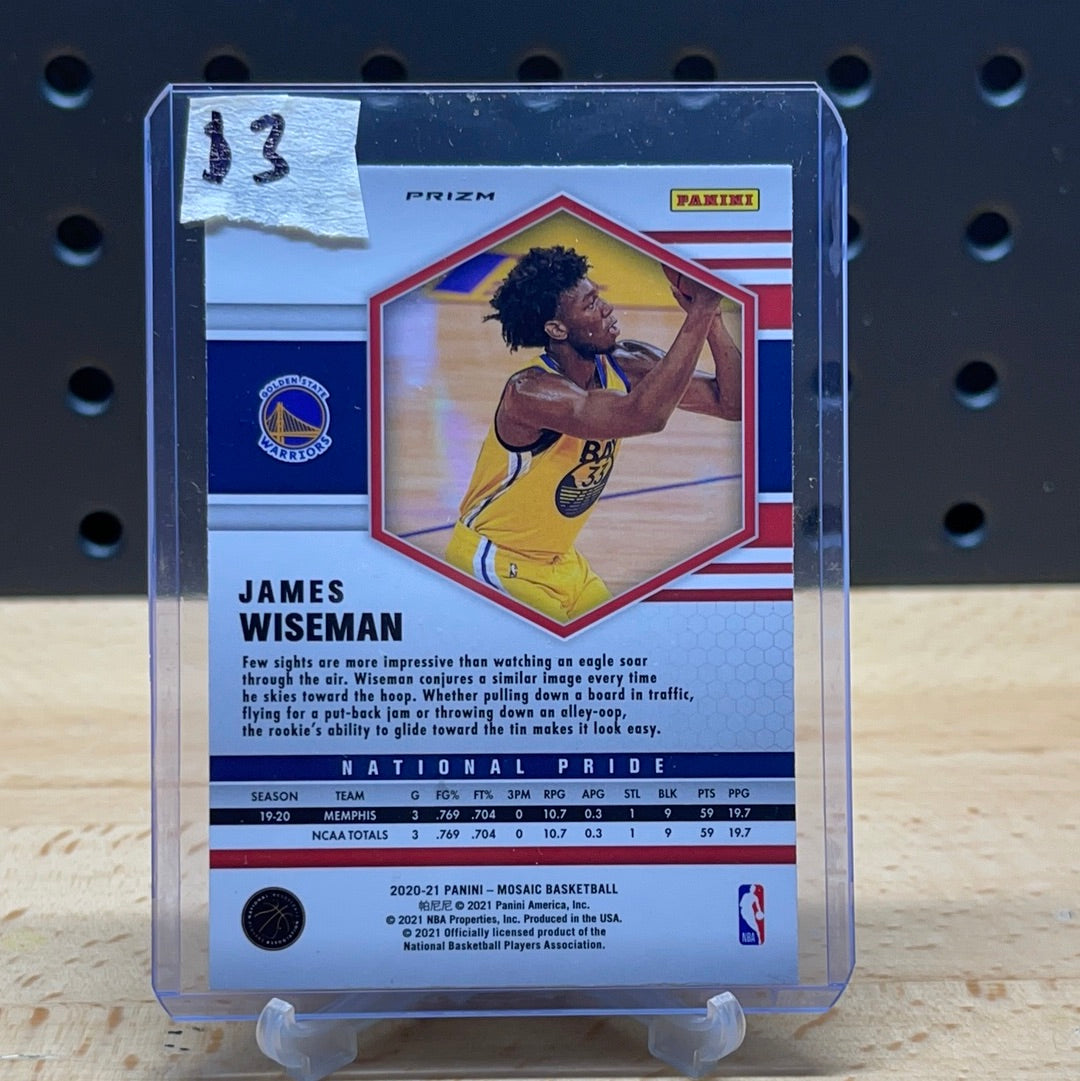 $3
PRIZM
PANINI
GOLDEN STATE
WARRIORS
BAY
33
JAMES
WISEMAN
Few sights are more impressive than watching an eagle soar
through the air. Wiseman conjures a similar image every time
he skies toward the hoop. Whether pulling down a board in traffic,
flying for a put-back jam or throwing down an alley-oop,
the rookie's ability to glide toward the tin makes it look easy.
NATIONAL PRIDE
SEASON TEAM G FG% FT% 3PM RPG APG STL BLK PTS PPG
19-20 MEMPHIS 3 .769 .704 0 10.7 0.3 1 9 59 19.7
NCAA TOTALS 3 .769 .704 0 10.7 0.3 1 9 59 19.7
2020-21 PANINI – MOSAIC BASKETBALL
帕尼尼 © 2021 Panini America, Inc.
© 2021 NBA Properties, Inc. Produced in the USA.
© 2021 Officially licensed product of the
National Basketball Players Association.
NBA